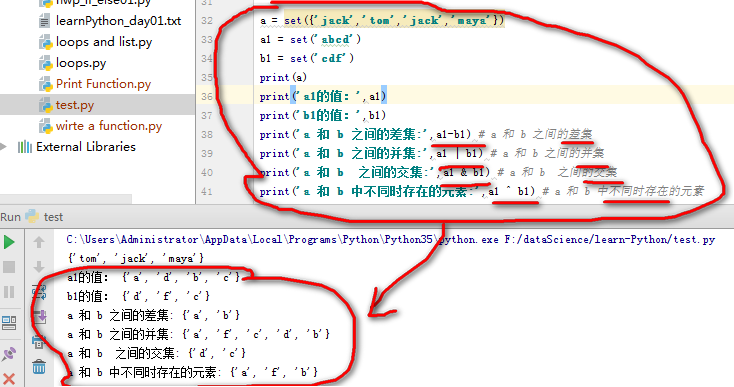 hwp_if_else01.py
learnPython_day01.txt
loops and list.py
loops.py
Print Function.py
test.py
wirte a function.py
External Libraries
31
32 a = set({'jack','tom','jack','maya'})
33 a1 = set('abcd')
34 b1 = set('cdf')
35 print(a)
36 print('a1的值：',a1)
37 print('b1的值：',b1)
38 print('a 和 b 之间的差集:',a1-b1) # a 和 b 之间的差集
39 print('a 和 b 之间的并集:',a1 | b1) # a 和 b 之间的并集
40 print('a 和 b  之间的交集:',a1 & b1) # a 和 b  之间的交集
41 print('a 和 b 中不同时存在的元素:',a1 ^ b1) # a 和 b 中不同时存在的元素
Run test
C:\Users\Administrator\AppData\Local\Programs\Python\Python35\python.exe F:/dataScience/learn-Python/test.py
{'tom', 'jack', 'maya'}
a1的值： {'a', 'd', 'b', 'c'}
b1的值： {'d', 'f', 'c'}
a 和 b 之间的差集: {'a', 'b'}
a 和 b 之间的并集: {'a', 'f', 'c', 'd', 'b'}
a 和 b  之间的交集: {'d', 'c'}
a 和 b 中不同时存在的元素: {'a', 'f', 'b'}